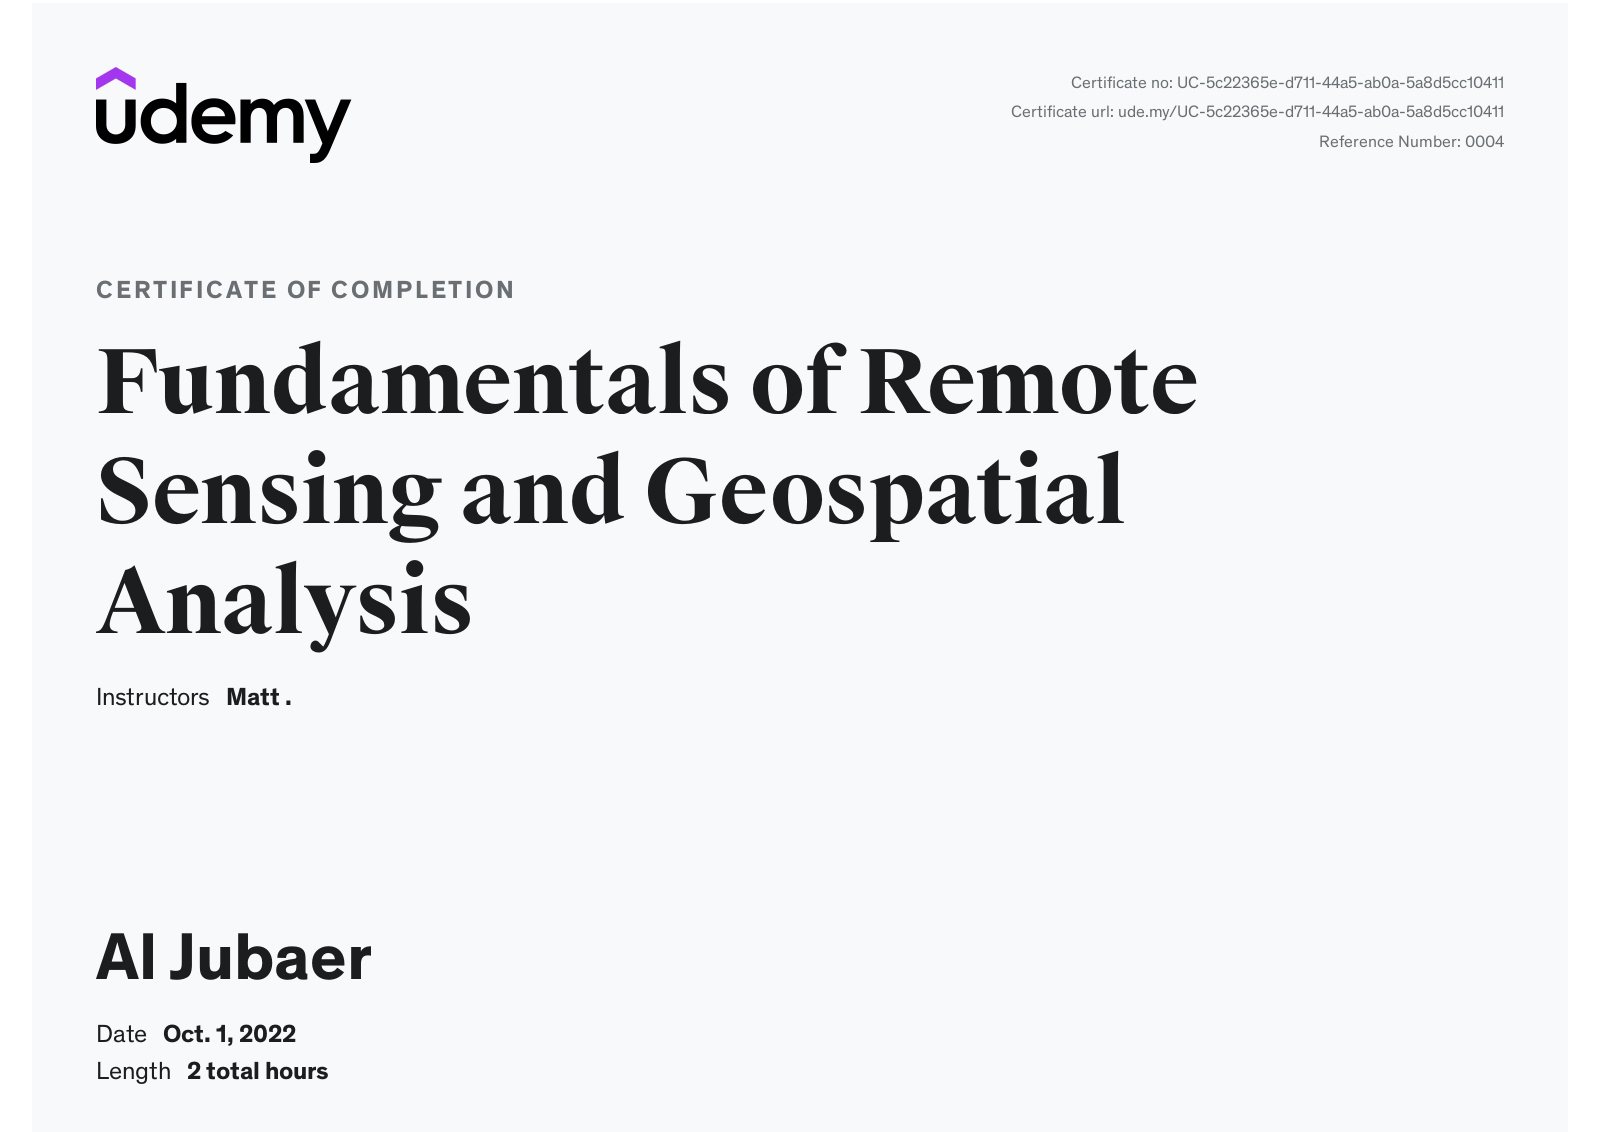 udemy
Certificate no: UC-5c22365e-d711-44a5-ab0a-5a8d5cc10411
Certificate url: ude.my/UC-5c22365e-d711-44a5-ab0a-5a8d5cc10411
Reference Number: 0004
CERTIFICATE OF COMPLETION
Fundamentals of Remote
Sensing and Geospatial
Analysis
Instructors Matt .
Al Jubaer
Date Oct. 1, 2022
Length 2 total hours